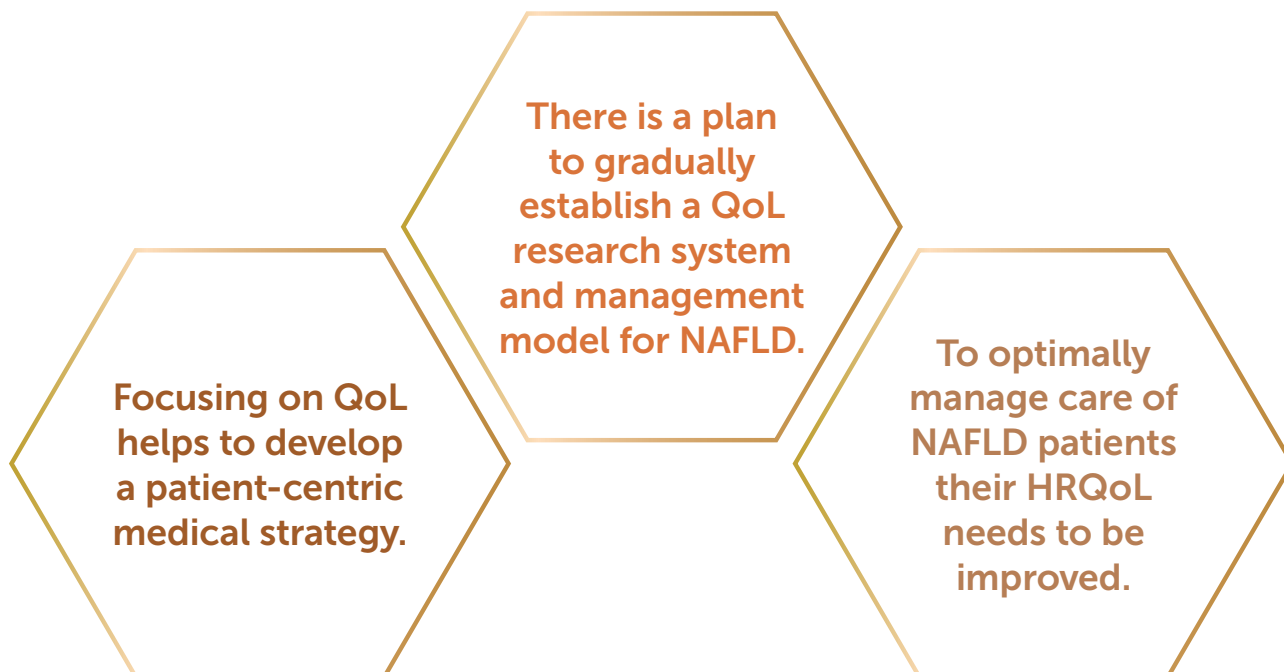 Focusing on QoL
helps to develop
a patient-centric
medical strategy.
There is a plan
to gradually
establish a QoL
research system
and management
model for NAFLD.
To optimally
manage care of
NAFLD patients
their HRQoL
needs to be
improved.